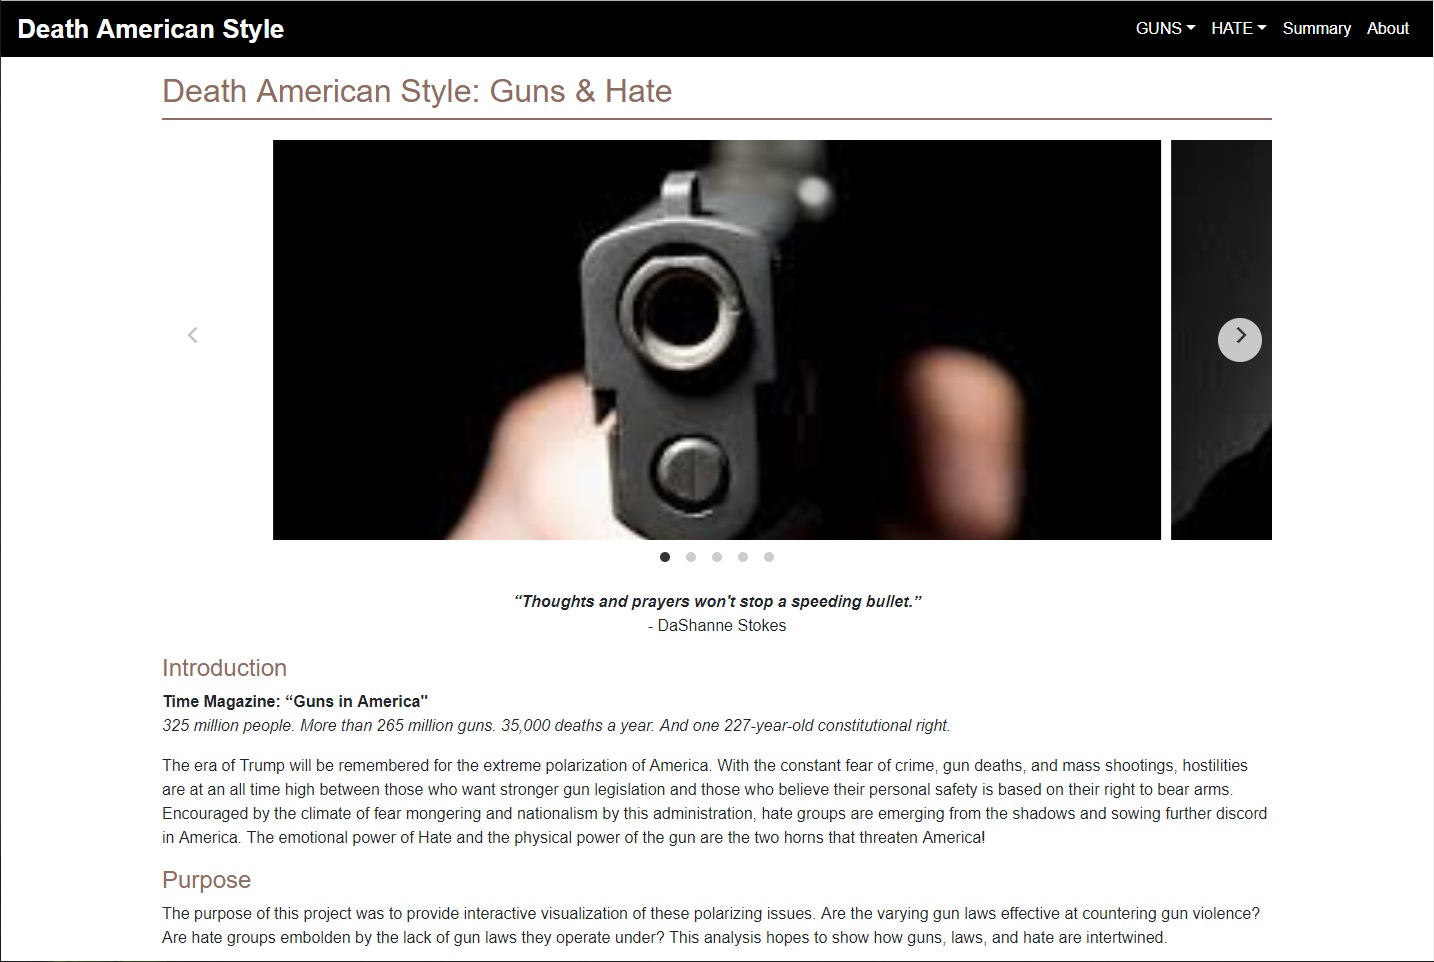 Death American Style
GUNS HATE Summary About
Death American Style: Guns & Hate
“Thoughts and prayers won't stop a speeding bullet.”
- DaShanne Stokes
Introduction
Time Magazine: “Guns in America"
325 million people. More than 265 million guns. 35,000 deaths a year. And one 227-year-old constitutional right.
The era of Trump will be remembered for the extreme polarization of America. With the constant fear of crime, gun deaths, and mass shootings, hostilities
are at an all time high between those who want stronger gun legislation and those who believe their personal safety is based on their right to bear arms.
Encouraged by the climate of fear mongering and nationalism by this administration, hate groups are emerging from the shadows and sowing further discord
in America. The emotional power of Hate and the physical power of the gun are the two horns that threaten America!
Purpose
The purpose of this project was to provide interactive visualization of these polarizing issues. Are the varying gun laws effective at countering gun violence?
Are hate groups embolden by the lack of gun laws they operate under? This analysis hopes to show how guns, laws, and hate are intertwined.